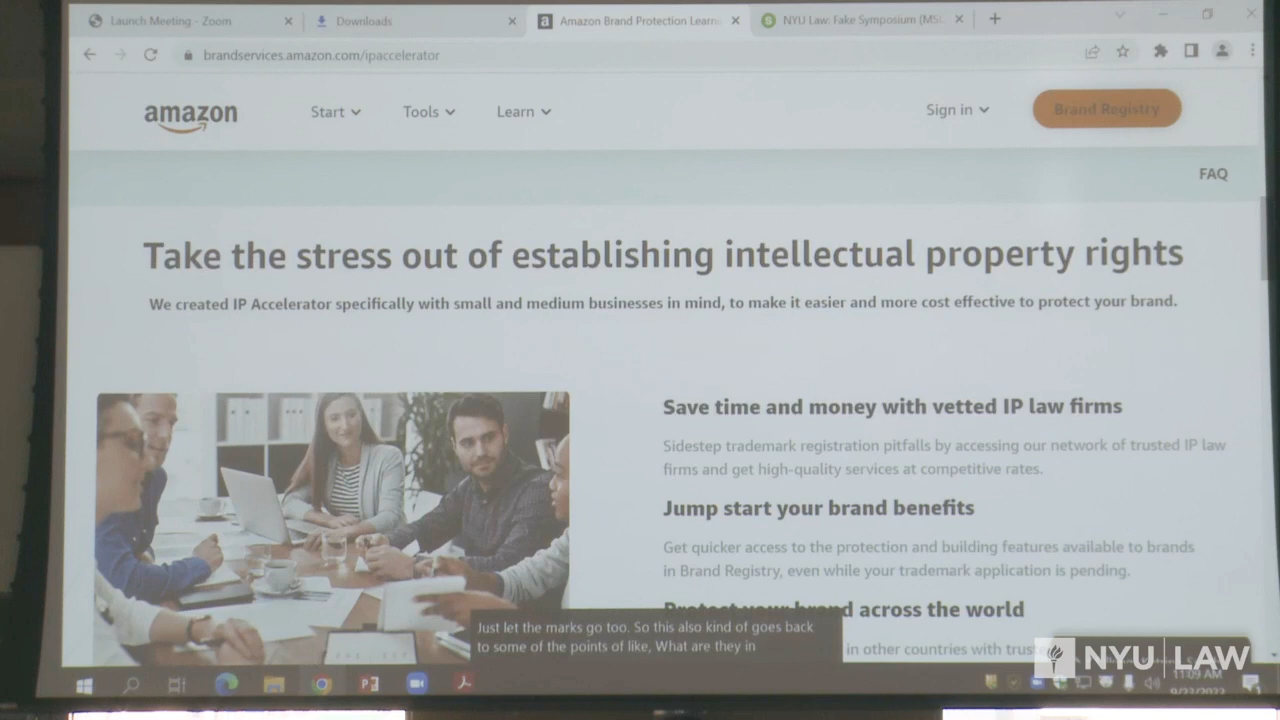 Launch Meeting - Zoom
Downloads
Amazon Brand Protection Learn
NYU Law: Fake Symposium (MS
brandservices.amazon.com/ipaccelerator
amazon
Start
Tools
Learn
Sign in
Brand Registry
FAQ
Take the stress out of establishing intellectual property rights
We created IP Accelerator specifically with small and medium businesses in mind, to make it easier and more cost effective to protect your brand.
Save time and money with vetted IP law firms
Sidestep trademark registration pitfalls by accessing our network of trusted IP law
firms and get high-quality services at competitive rates.
Jump start your brand benefits
Get quicker access to the protection and building features available to brands
in Brand Registry, even while your trademark application is pending.
Protect your brand across the world
in other countries with
Just let the marks go too. So this also kind of goes back
to some of the points of like, What are they in
NYU LAW
11:09 AM
9/23/2022